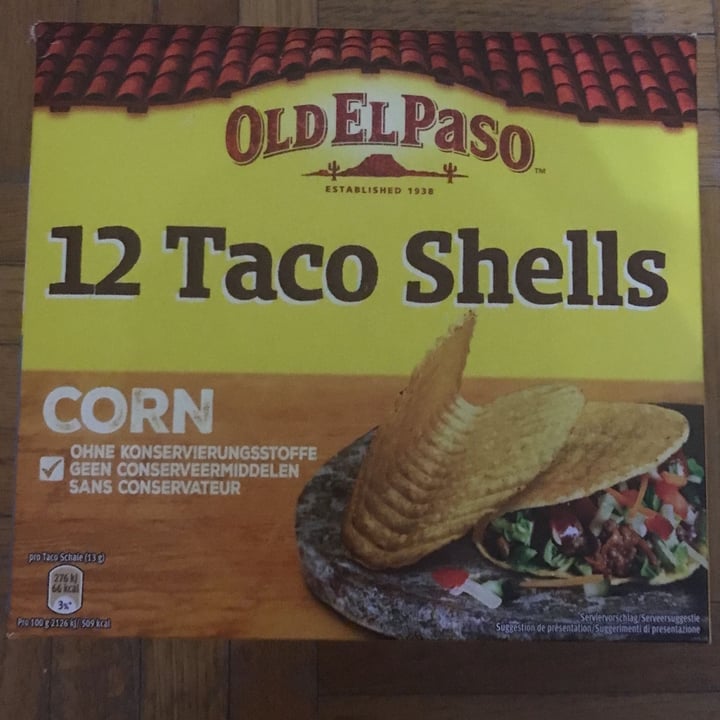 OLD EL PASO™
ESTABLISHED 1938
12 Taco Shells
CORN
OHNE KONSERVIERUNGSSTOFFE
GEEN CONSERVEERMIDDELEN
SANS CONSERVATEUR
pro Taco Schale (13 g)
276 kJ
66 kcal
3%*
Pro 100 g 2126 kJ/ 509 kcal
Serviervorschlag/Serveersuggestie
Suggestion de présentation/Suggerimenti di presentazione